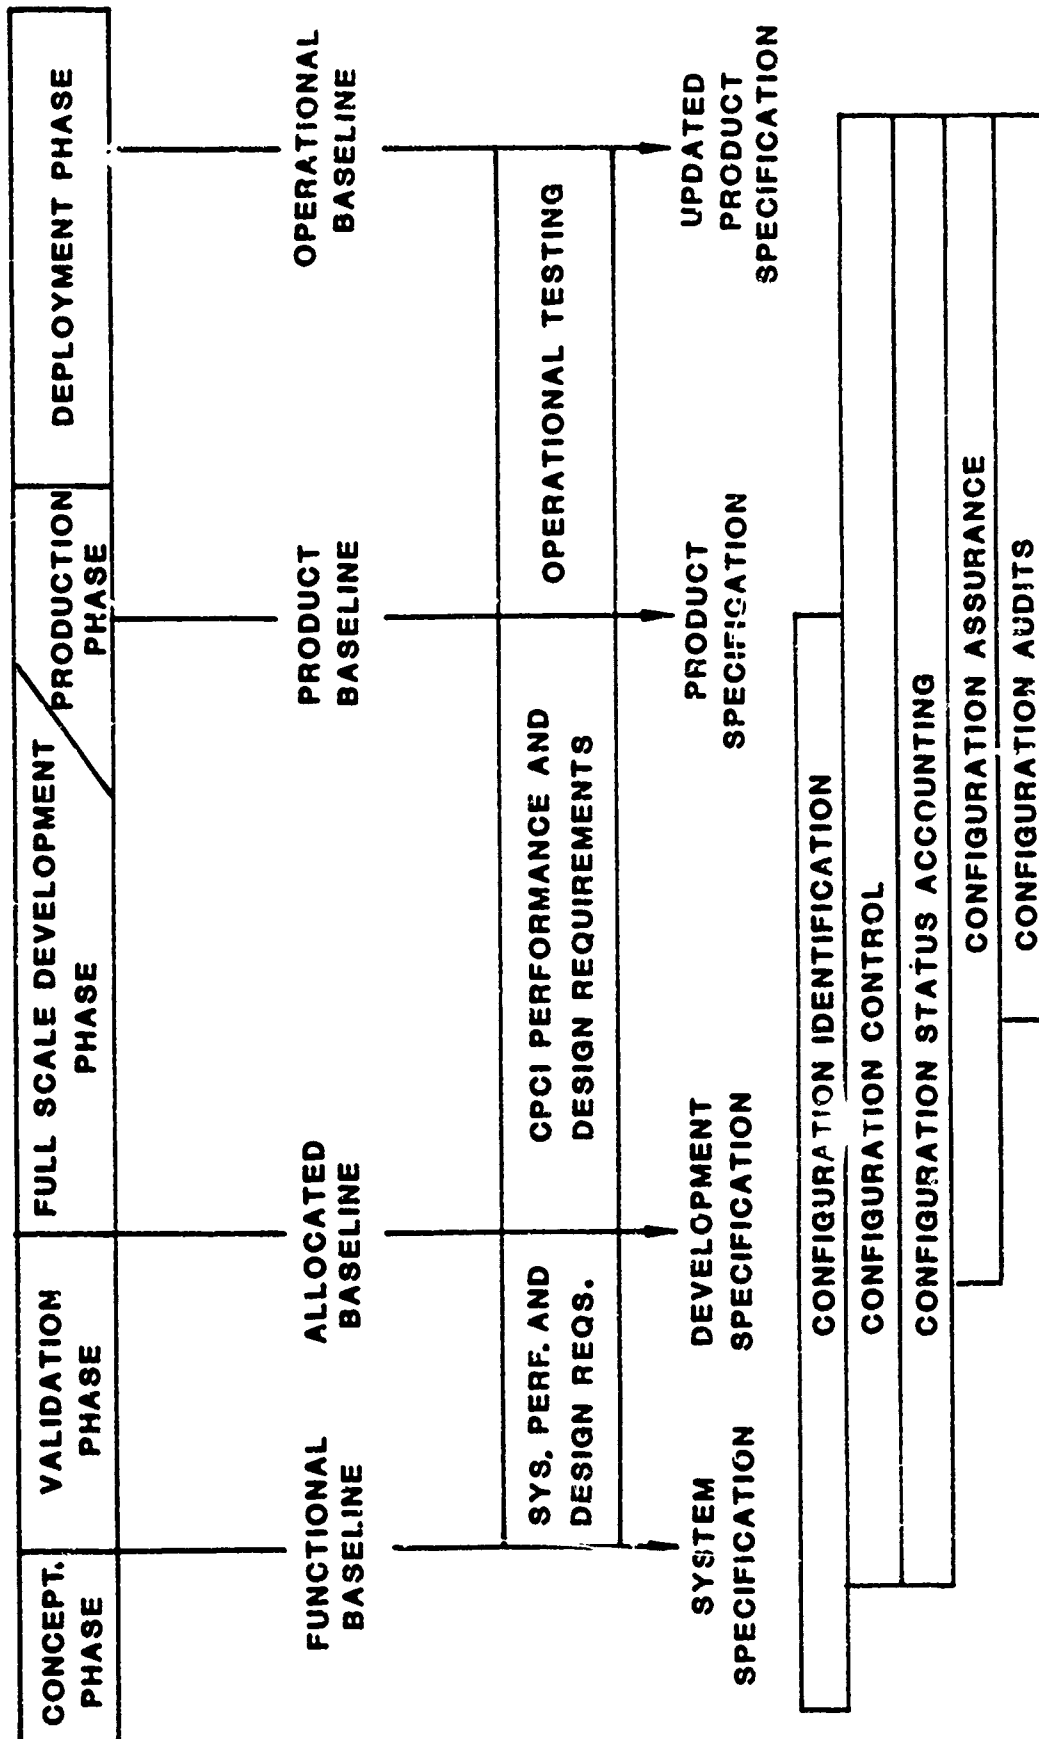 CONCEPT.
PHASE
VALIDATION
PHASE
FULL SCALE DEVELOPMENT
PHASE
PRODUCTION
PHASE
DEPLOYMENT PHASE
FUNCTIONAL
BASELINE
ALLOCATED
BASELINE
PRODUCT
BASELINE
OPERATIONAL
BASELINE
SYS. PERF. AND
DESIGN REQS.
CPCI PERFORMANCE AND
DESIGN REQUIREMENTS
OPERATIONAL TESTING
SYSTEM
SPECIFICATION
DEVELOPMENT
SPECIFICATION
PRODUCT
SPECIFICATION
UPDATED
PRODUCT
SPECIFICATION
CONFIGURATION IDENTIFICATION
CONFIGURATION CONTROL
CONFIGURATION STATUS ACCOUNTING
CONFIGURATION ASSURANCE
CONFIGURATION AUDITS